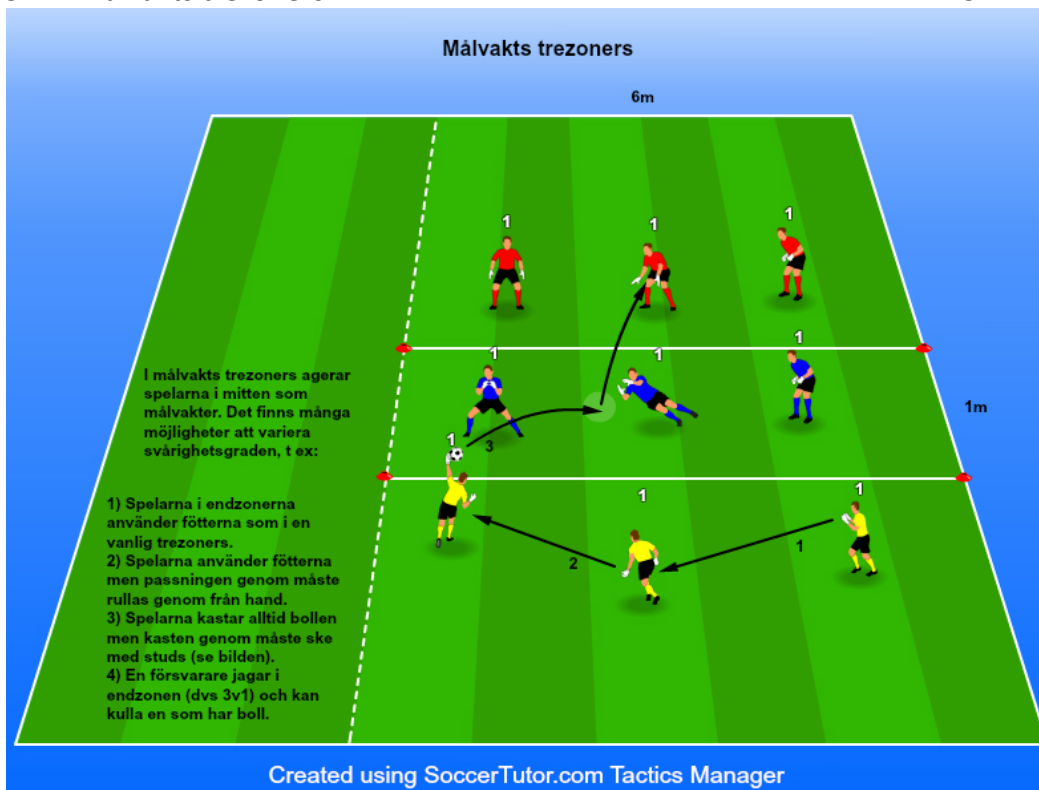 Målvakts trezoners
6m
1 1 1
1 1 1
1m
I målvakts trezoners agerar
spelarna i mitten som
målvakter. Det finns många
möjligheter att variera
svårighetsgraden, t ex:
1
3
1 1
1) Spelarna i endzonerna
använder fötterna som i en
vanlig trezoners.
2) Spelarna använder fötterna
men passningen genom måste
rullas genom från hand.
3) Spelarna kastar alltid bollen
men kasten genom måste ske
med studs (se bilden).
4) En försvarare jagar i
endzonen (dvs 3v1) och kan
kulla en som har boll.
2 1
Created using SoccerTutor.com Tactics Manager